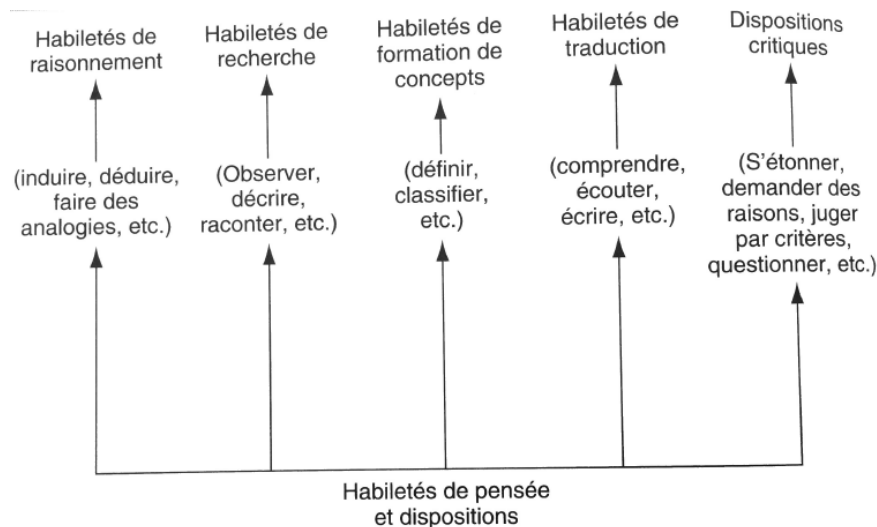 Habiletés de
raisonnement
Habiletés de
recherche
Habiletés de
formation de
concepts
Habiletés de
traduction
Dispositions
critiques
(induire, déduire,
faire des
analogies, etc.)
(Observer,
décrire,
raconter, etc.)
(définir,
classifier,
etc.)
(comprendre,
écouter,
écrire, etc.)
(S'étonner,
demander des
raisons, juger
par critères,
questionner, etc.)
Habiletés de pensée
et dispositions